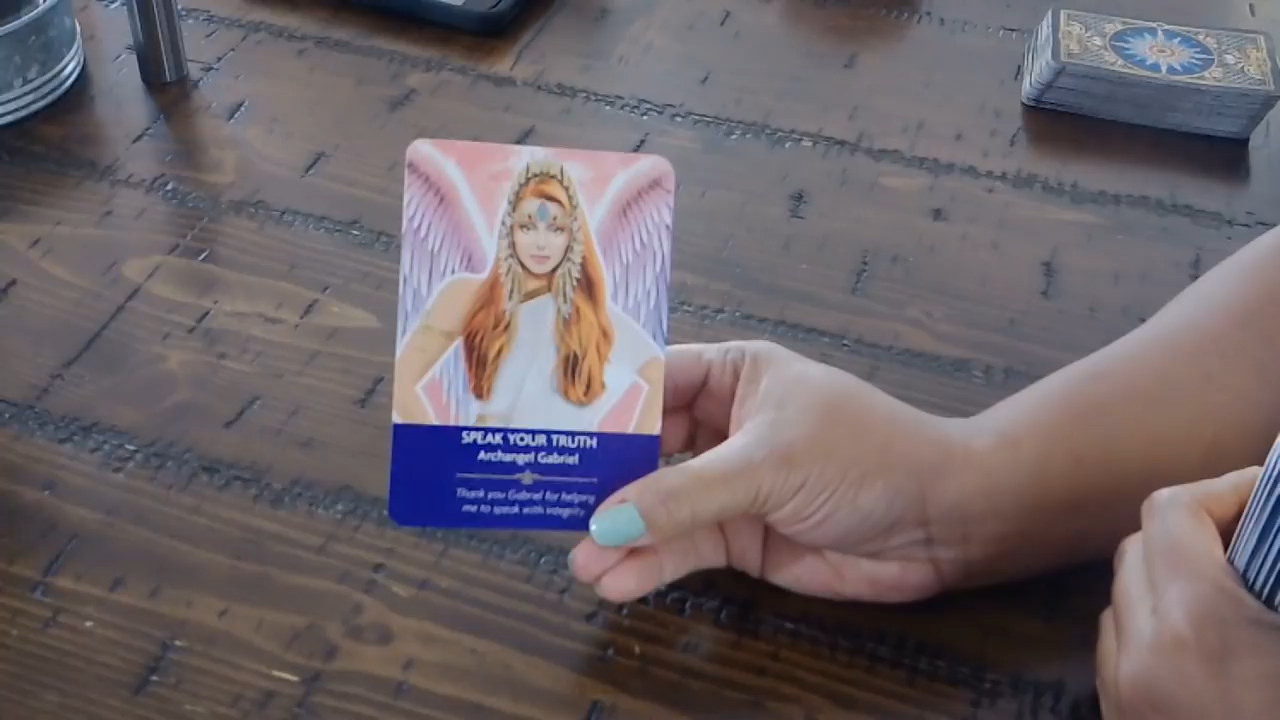 SPEAK YOUR TRUTH
Archangel Gabriel
Thank you Gabriel for helping
me to speak with integrity